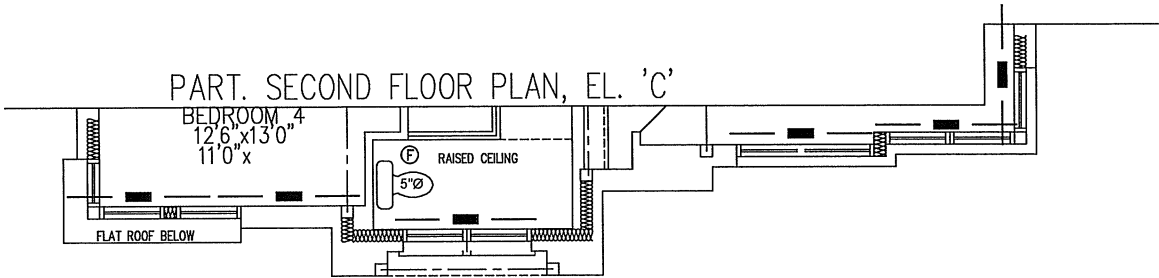 PART. SECOND FLOOR PLAN, EL. 'C'
BEDROOM 4
12'6"x13'0"
11'0"x
F
RAISED CEILING
5"Ø
FLAT ROOF BELOW